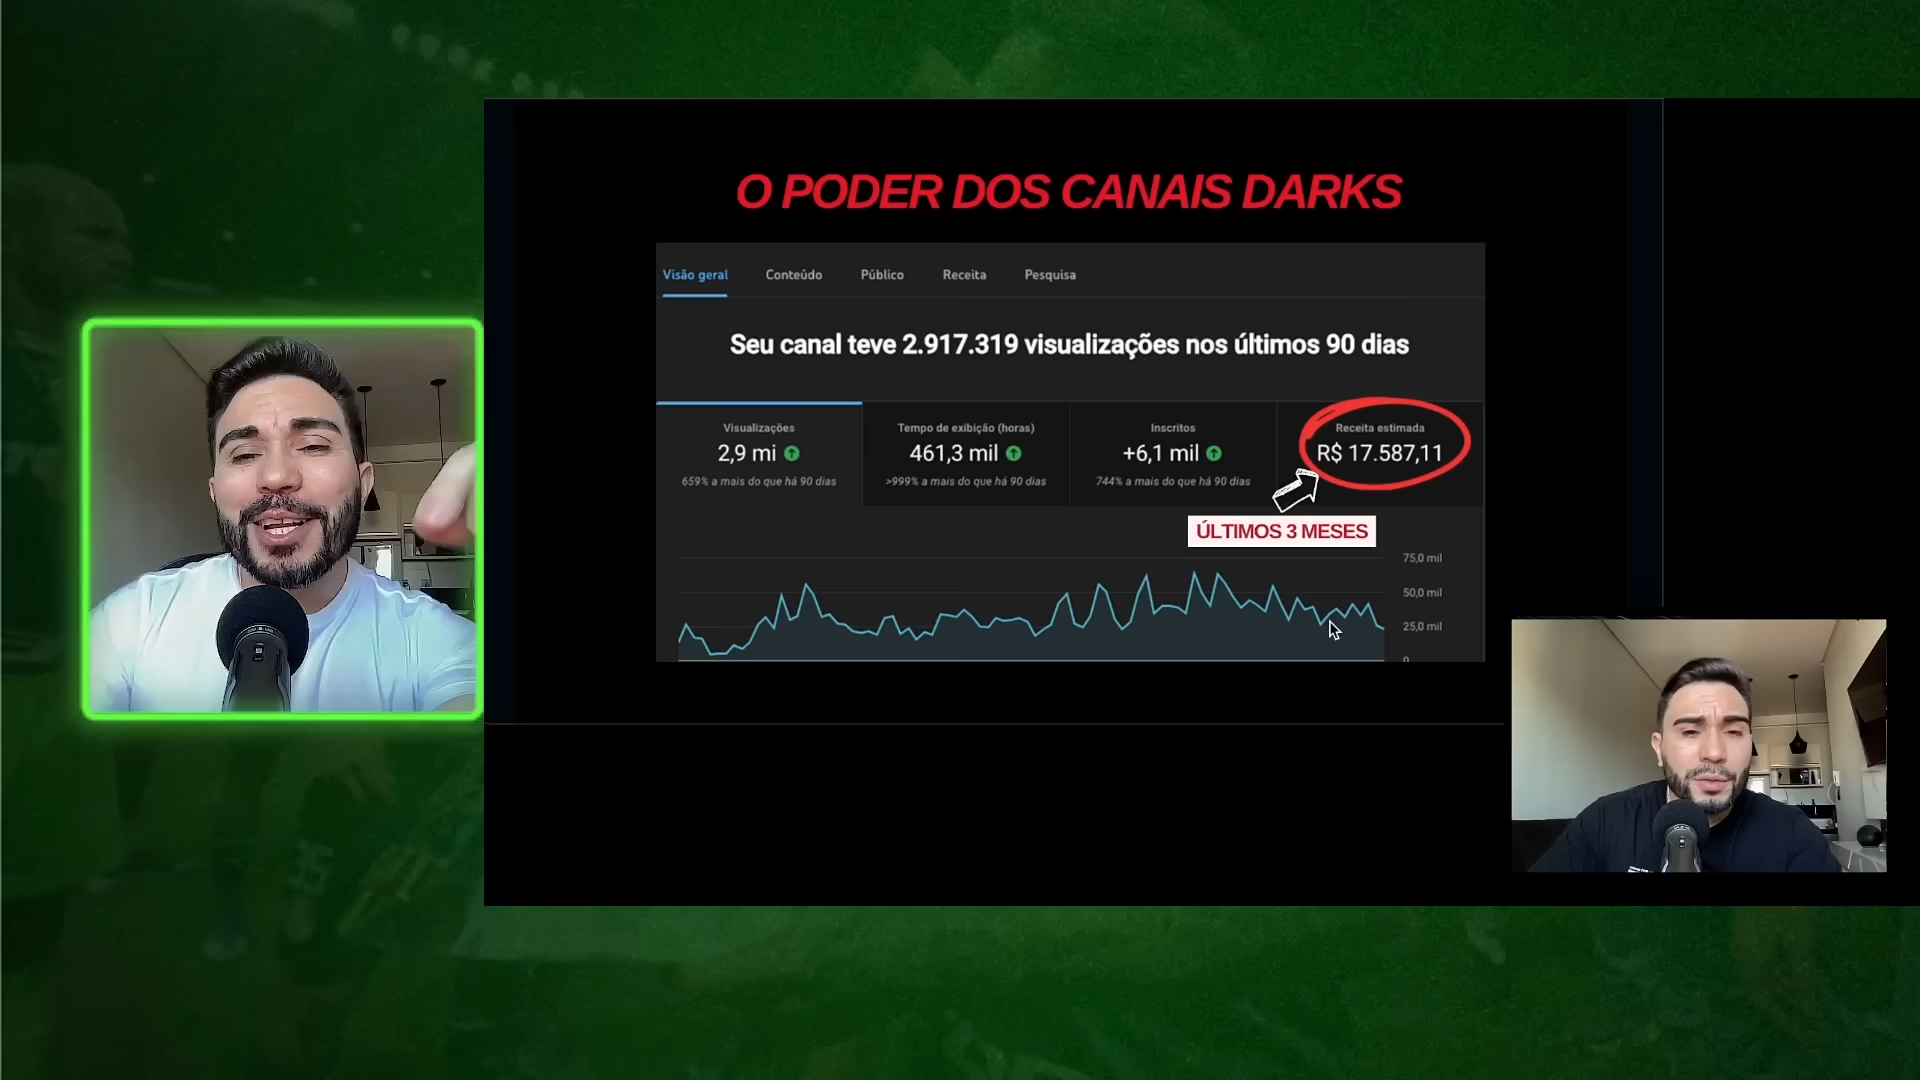 O PODER DOS CANAIS DARKS
Visão geral Conteúdo Público Receita Pesquisa
Seu canal teve 2.917.319 visualizações nos últimos 90 dias
Visualizações
2,9 mi
659% a mais do que há 90 dias
Tempo de exibição (horas)
461,3 mil
>999% a mais do que há 90 dias
Inscritos
+6,1 mil
744% a mais do que há 90 dias
Receita estimada
R$ 17.587,11
ÚLTIMOS 3 MESES
75,0 mil
50,0 mil
25,0 mil
0